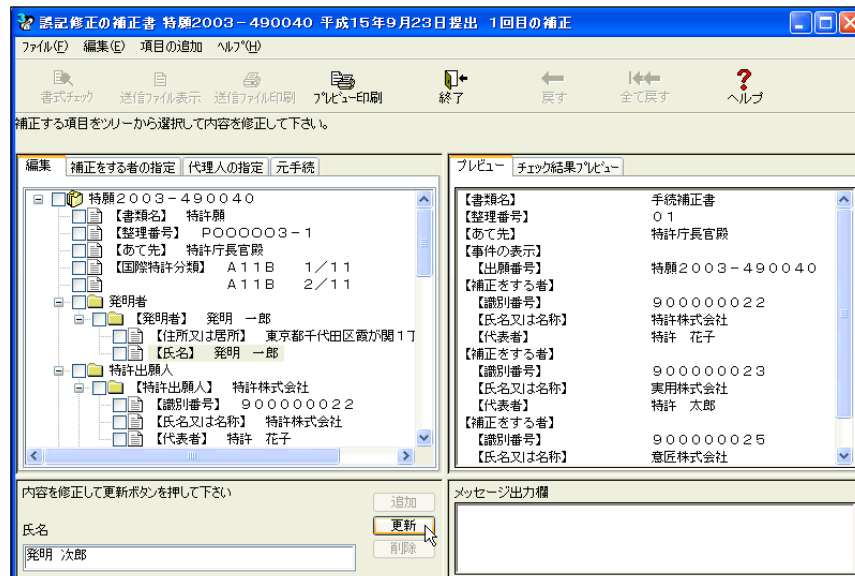 誤記修正の補正書 特願2003-490040 平成15年9月23日提出 1回目の補正
ファイル(F) 編集(E) 項目の追加 ヘルプ(H)
書式チェック 送信ファイル表示 送信ファイル印刷 プレビュー印刷 終了 戻す 全て戻す ヘルプ
補正する項目をツリーから選択して内容を修正して下さい。
編集 補正をする者の指定 代理人の指定 元手続
特願2003-490040
【書類名】 特許願
【整理番号】 P000003-1
【あて先】 特許庁長官殿
【国際特許分類】 A11B 1/11
A11B 2/11
発明者
【発明者】 発明 一郎
【住所又は居所】 東京都千代田区霞が関1丁
【氏名】 発明 一郎
特許出願人
【特許出願人】 特許株式会社
【識別番号】 900000022
【氏名又は名称】 特許株式会社
【代表者】 特許 花子
プレビュー チェック結果プレビュー
【書類名】 手続補正書
【整理番号】 01
【あて先】 特許庁長官殿
【事件の表示】
【出願番号】 特願2003-490040
【補正をする者】
【識別番号】 900000022
【氏名又は名称】 特許株式会社
【代表者】 特許 花子
【補正をする者】
【識別番号】 900000023
【氏名又は名称】 実用株式会社
【代表者】 特許 太郎
【補正をする者】
【識別番号】 900000025
【氏名又は名称】 意匠株式会社
内容を修正して更新ボタンを押して下さい
追加
氏名
更新
発明 次郎
削除
メッセージ出力欄